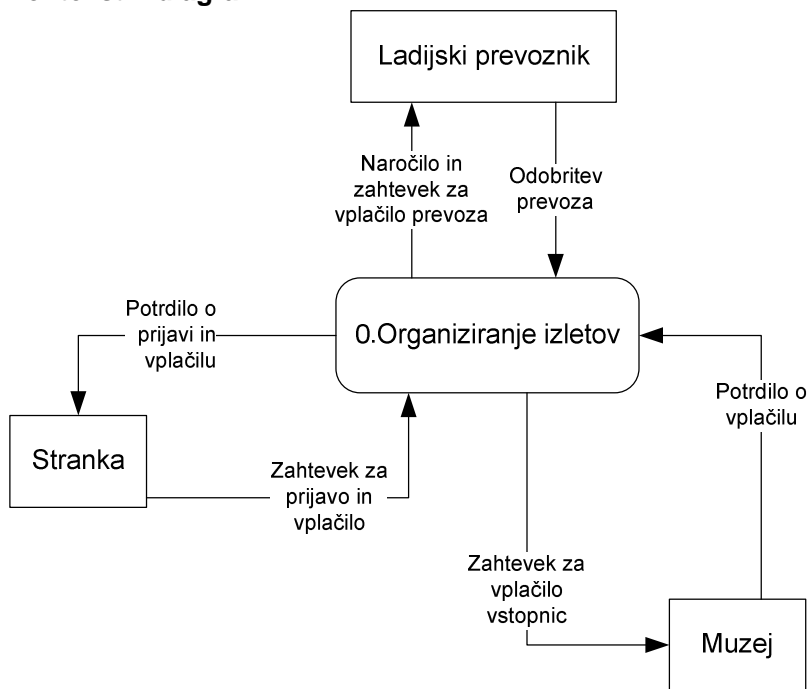 Ladijski prevoznik
Naročilo in
zahtevek za
vplačilo prevoza
Odobritev
prevoza
Potrdilo o
prijavi in
vplačilu
0.Organiziranje izletov
Potrdilo o
vplačilu
Stranka
Zahtevek za
prijavo in
vplačilo
Zahtevek za
vplačilo
vstopnic
Muzej